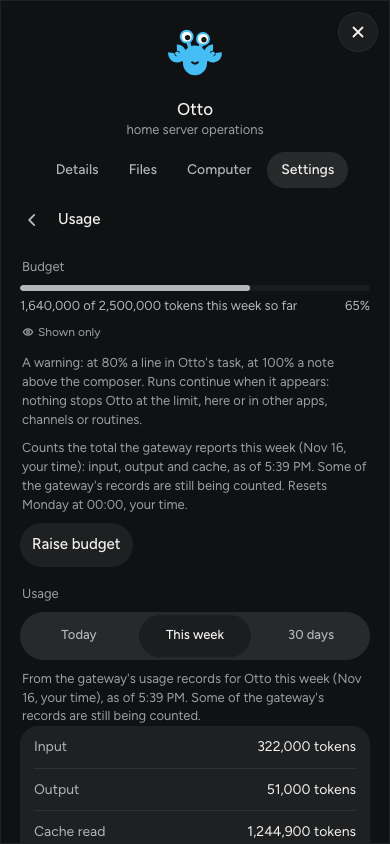 Otto
home server operations
Details
Files
Computer
Settings
Usage
Budget
1,640,000 of 2,500,000 tokens this week so far
65%
Shown only
A warning: at 80% a line in Otto's task, at 100% a note
above the composer. Runs continue when it appears:
nothing stops Otto at the limit, here or in other apps,
channels or routines.
Counts the total the gateway reports this week (Nov 16,
your time): input, output and cache, as of 5:39 PM. Some of
the gateway's records are still being counted. Resets
Monday at 00:00, your time.
Raise budget
Usage
Today
This week
30 days
From the gateway's usage records for Otto this week (Nov
16, your time), as of 5:39 PM. Some of the gateway's
records are still being counted.
Input
322,000 tokens
Output
51,000 tokens
Cache read
1,244,900 tokens